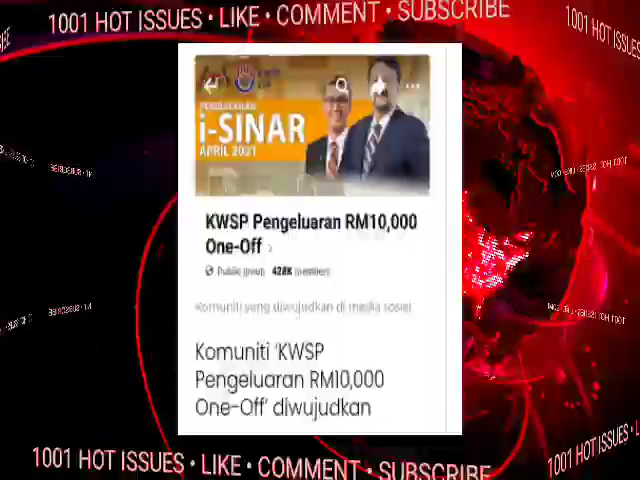 1001 HOT ISSUES • LIKE • COMMENT • SUBSCRIBE
1001 HOT ISSUES
i-SINAR
APRIL 2021
KWSP Pengeluaran RM10,000
One-Off
Public group 428K members
Komuniti yang diwujudkan di media sosial
Komuniti 'KWSP
Pengeluaran RM10,000
One-Off' diwujudkan
1001 HOT ISSUES • LIKE • COMMENT • SUBSCRIBE
1001 HOT ISSUES • L